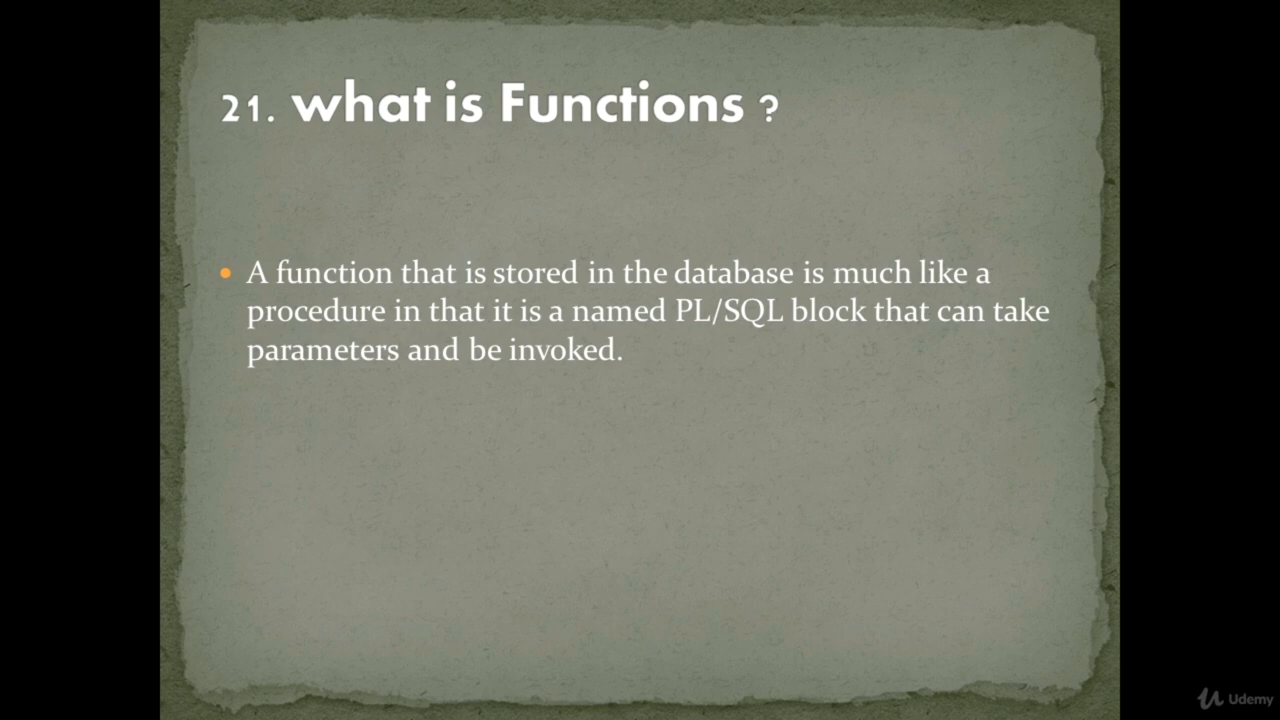 21. what is Functions ?
• A function that is stored in the database is much like a
procedure in that it is a named PL/SQL block that can take
parameters and be invoked.
Udemy